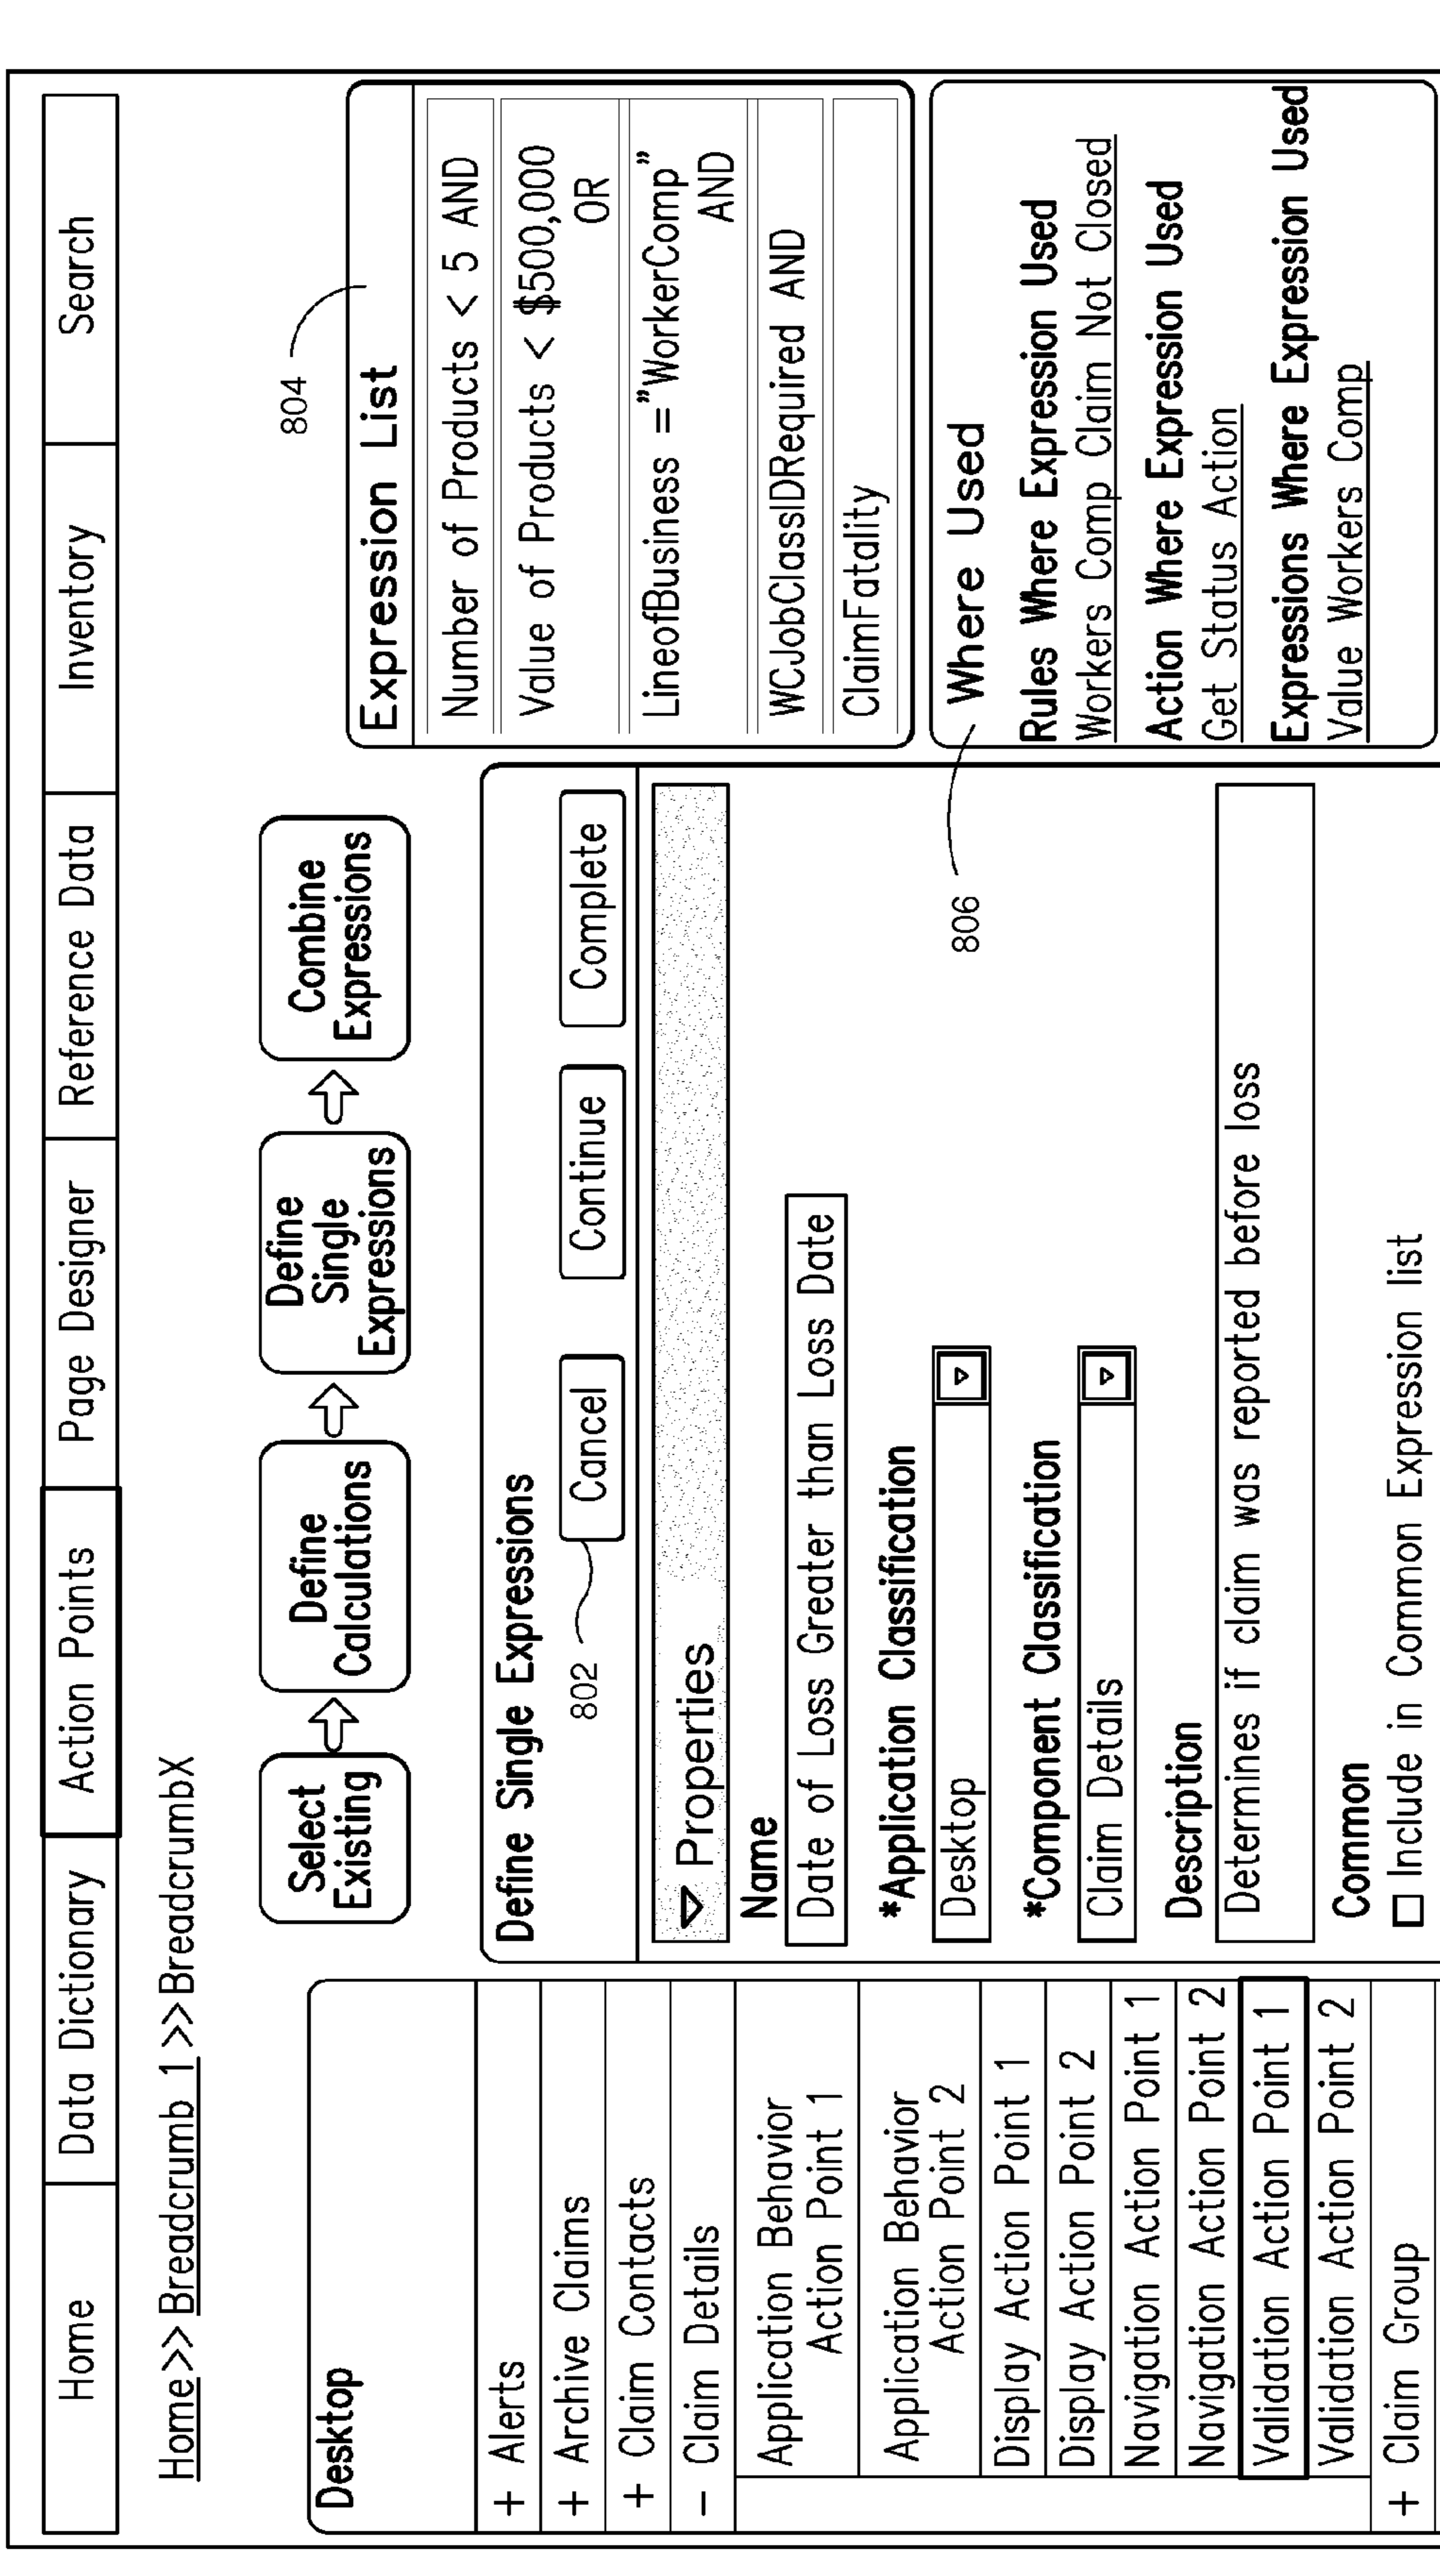 Home
Data Dictionary
Action Points
Page Designer
Reference Data
Inventory
Search
Home>>Breadcrumb 1>>BreadcrumbX
Select
Existing
Define
Calculations
Define
Single
Expressions
Combine
Expressions
Desktop
+ Alerts
+ Archive Claims
+ Claim Contacts
- Claim Details
Application Behavior
Action Point 1
Application Behavior
Action Point 2
Display Action Point 1
Display Action Point 2
Navigation Action Point 1
Navigation Action Point 2
Validation Action Point 1
Validation Action Point 2
+ Claim Group
Define Single Expressions
802
Cancel
Continue
Complete
Properties
Name
Date of Loss Greater than Loss Date
*Application Classification
Desktop
*Component Classification
Claim Details
Description
Determines if claim was reported before loss
Common
Include in Common Expression list
804
Expression List
Number of Products < 5 AND
Value of Products < $500,000
OR
LineofBusiness ="WorkerComp"
AND
WCJobClassIDRequired AND
ClaimFatality
806
Where Used
Rules Where Expression Used
Workers Comp Claim Not Closed
Action Where Expression Used
Get Status Action
Expressions Where Expression Used
Value Workers Comp